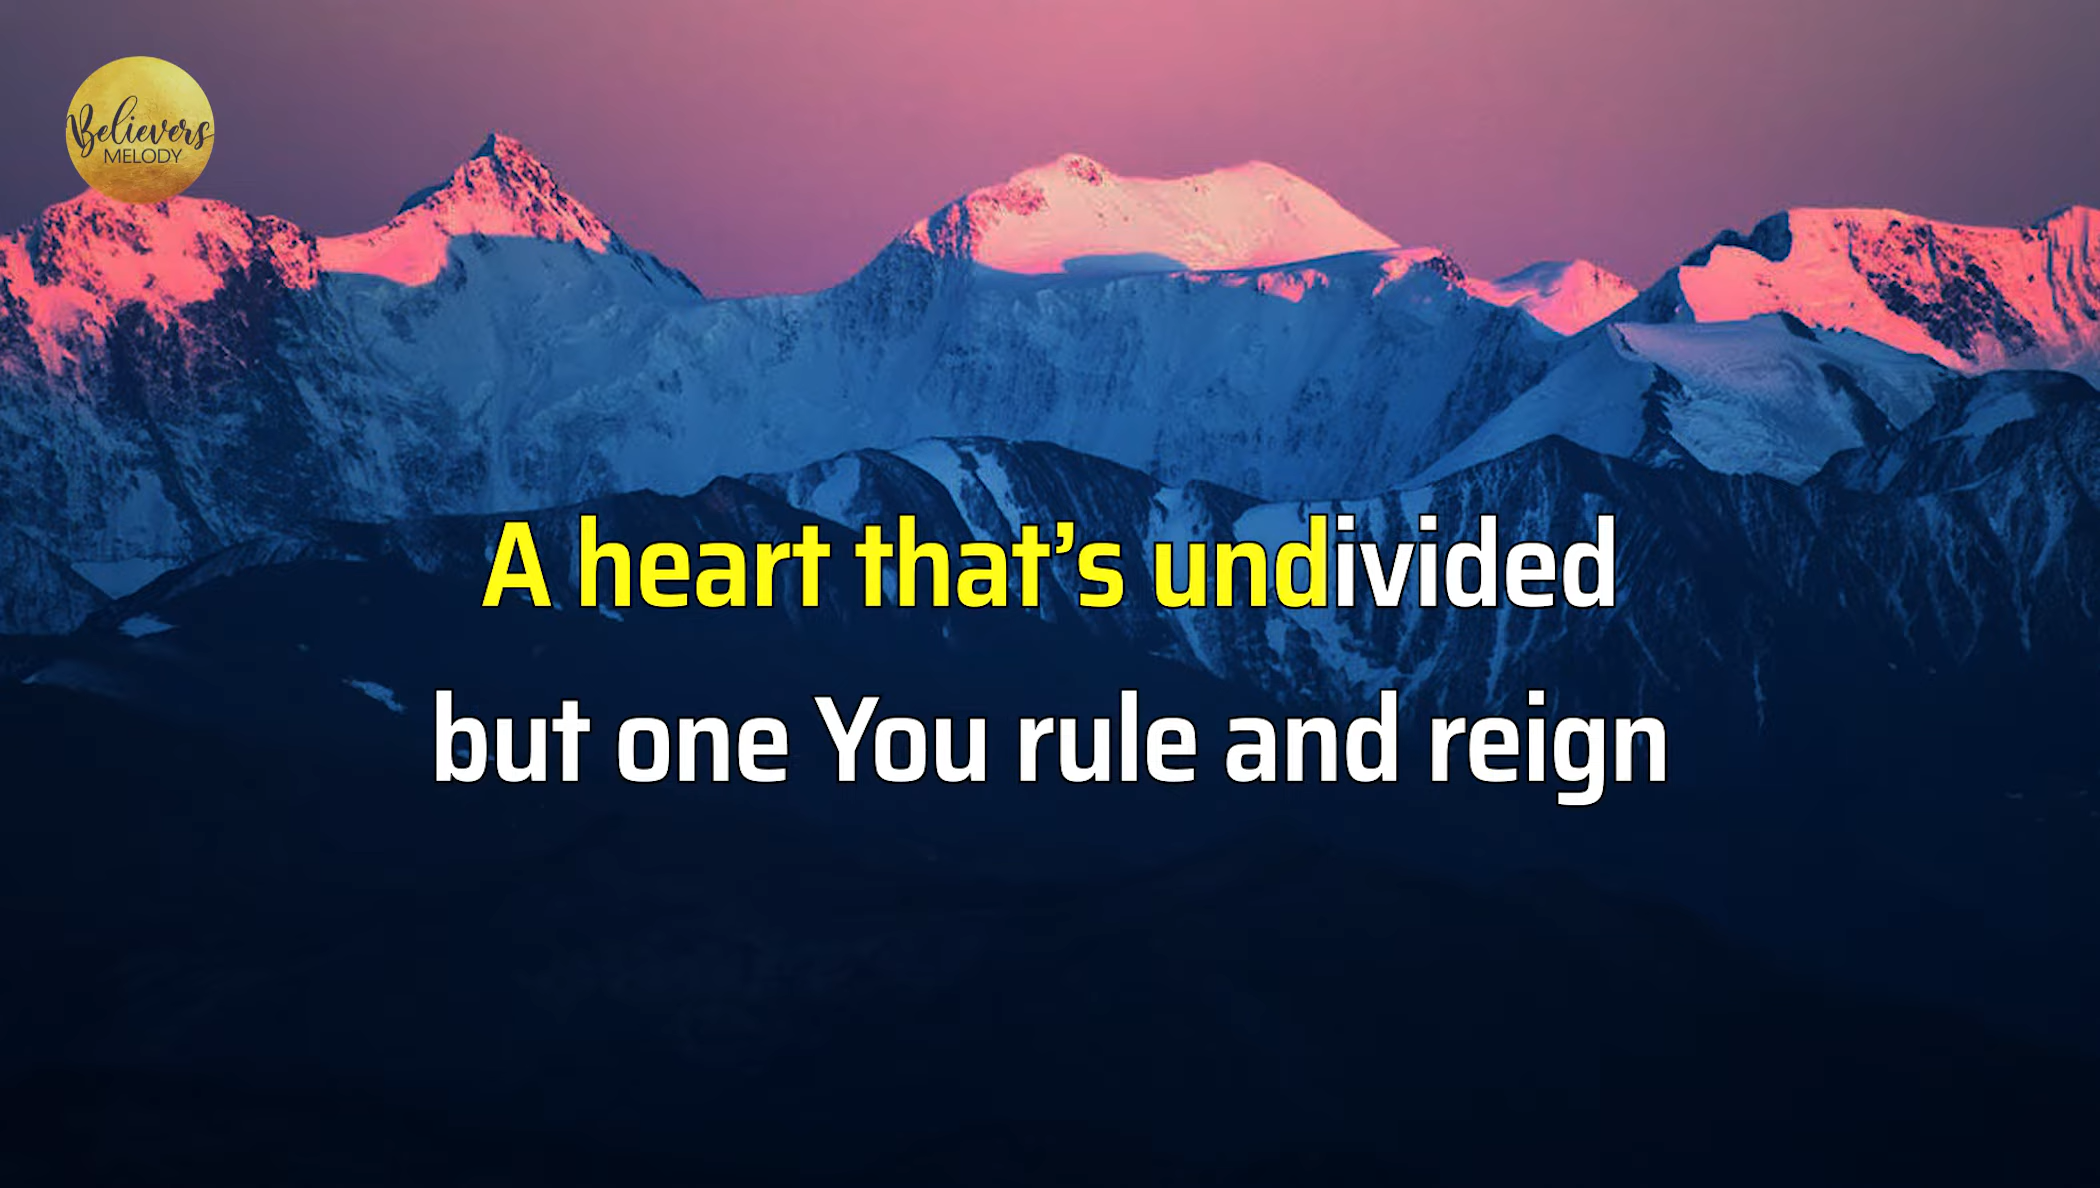 Believers
MELODY
A heart that’s undivided
but one You rule and reign